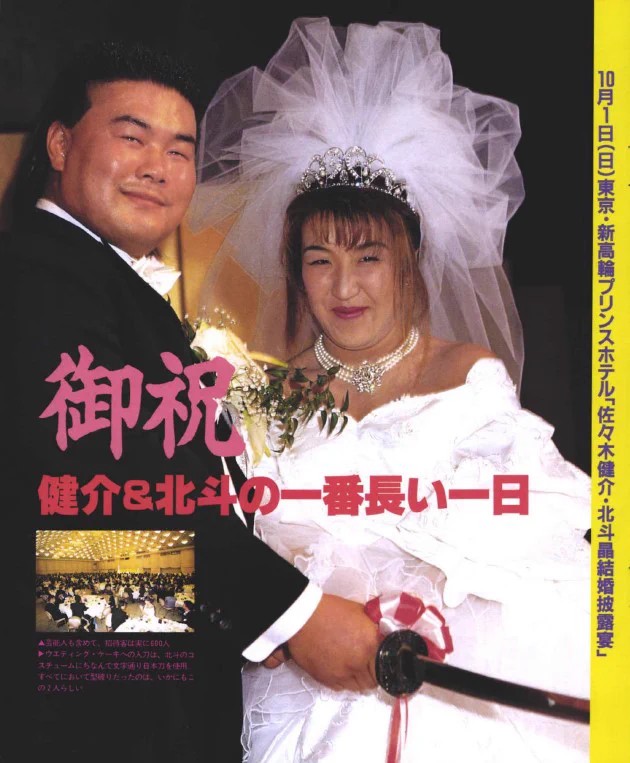 10月1日(日)東京・新高輪プリンスホテル「佐々木健介・北斗晶結婚披露宴」
御祝
健介&北斗の一番長い一日
▲芸能人も含めて、招待客は実に600人
▶ウエディング・ケーキへの入刀は、北斗のコ
スチュームにちなんで文字通り日本刀を使用。
すべてにおいて型破りだったのは、いかにもこ
の2人らしい